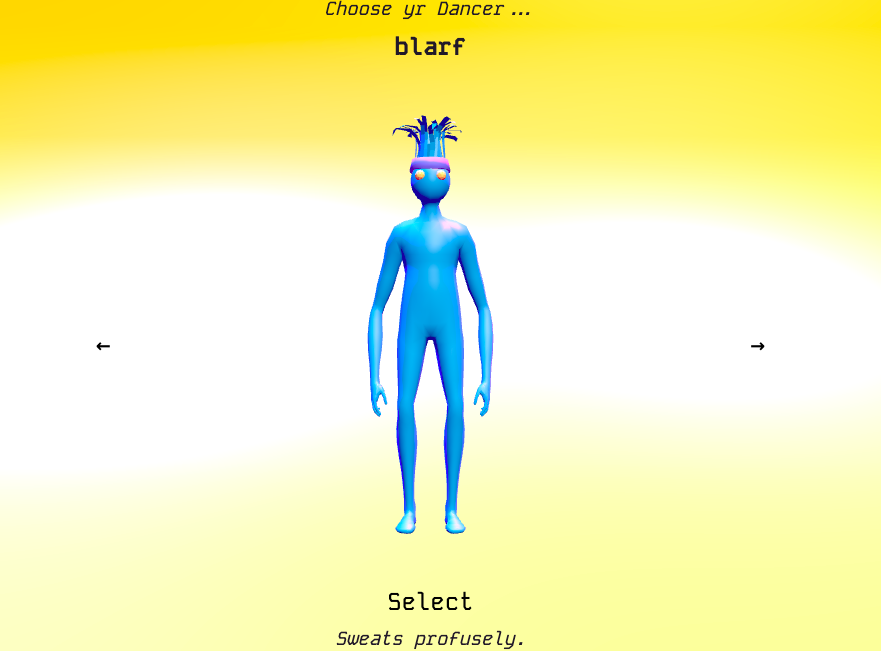 Choose yr Dancer...
blarf
←
→
Select
Sweats profusely.